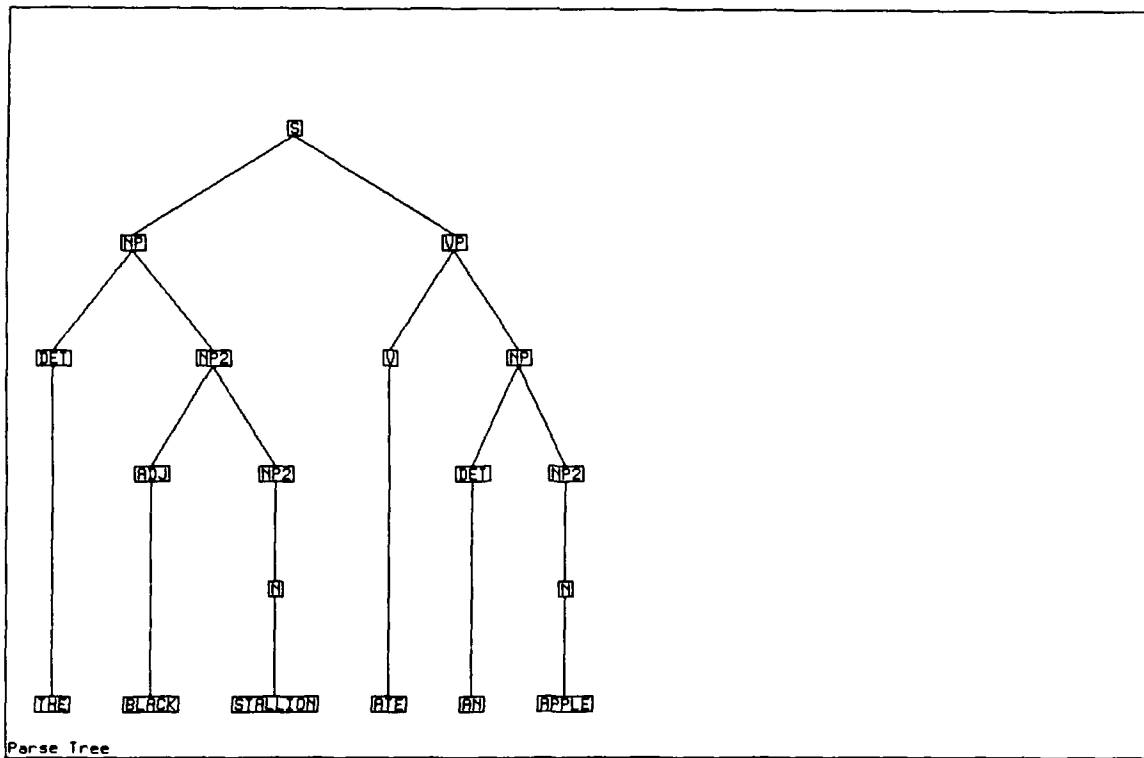 S
NP VP
DET NP2 V NP
ADJ NP2 DET NP2
N N
THE BLACK STALLION ATE AN APPLE
Parse Tree